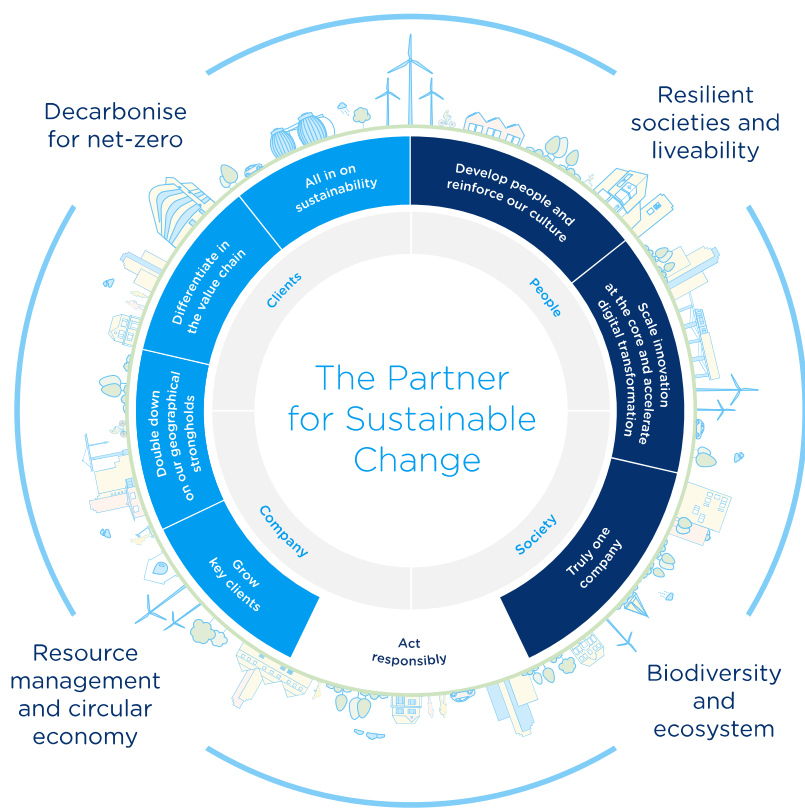 Decarbonise
for net-zero
Resilient
societies and
liveability
All in on
sustainability
Develop people and
reinforce our culture
Differentiate in
the value chain
Scale innovation
at the core and accelerate
digital transformation
Clients
People
The Partner
for Sustainable
Change
Double down
on our geographical
strongholds
Company
Society
Grow
key clients
Truly one
company
Act
responsibly
Resource
management
and circular
economy
Biodiversity
and
ecosystem